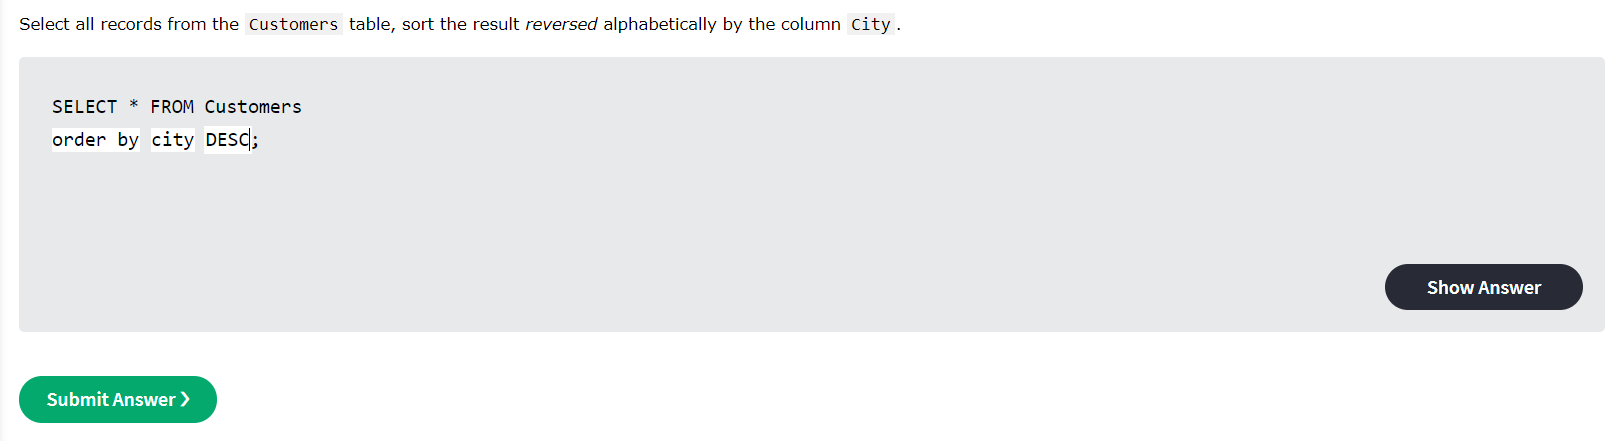 Select all records from the Customers table, sort the result reversed alphabetically by the column City.
SELECT * FROM Customers
order by city DESC;
Show Answer
Submit Answer ❯